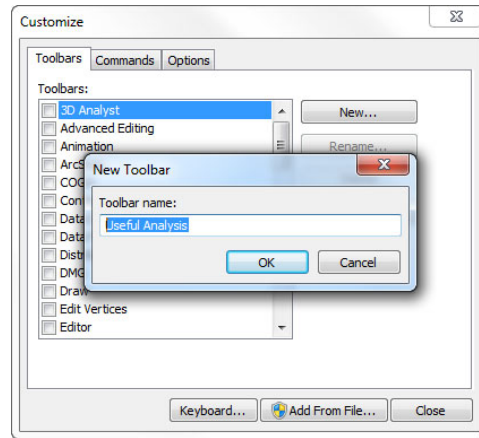 Customize
Toolbars Commands Options
Toolbars:
3D Analyst
New...
Advanced Editing
Animation
Rename...
New Toolbar
Toolbar name:
Useful Analysis
OK Cancel
Draw
Edit Vertices
Editor
Keyboard... Add From File... Close